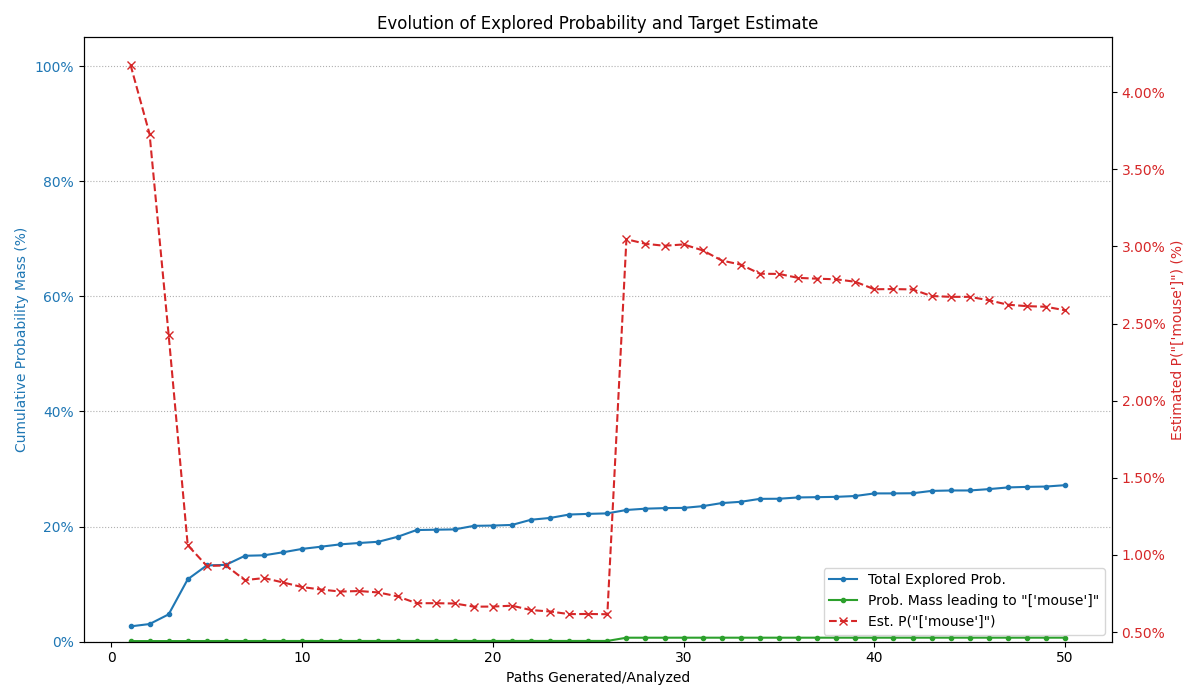 Evolution of Explored Probability and Target Estimate
Cumulative Probability Mass (%)
100%
80%
60%
40%
20%
0%
4.00%
3.50%
3.00%
2.50%
2.00%
1.50%
1.00%
0.50%
Estimated P("['mouse']") (%)
Total Explored Prob.
Prob. Mass leading to "['mouse']"
Est. P("['mouse']")
0 10 20 30 40 50
Paths Generated/Analyzed